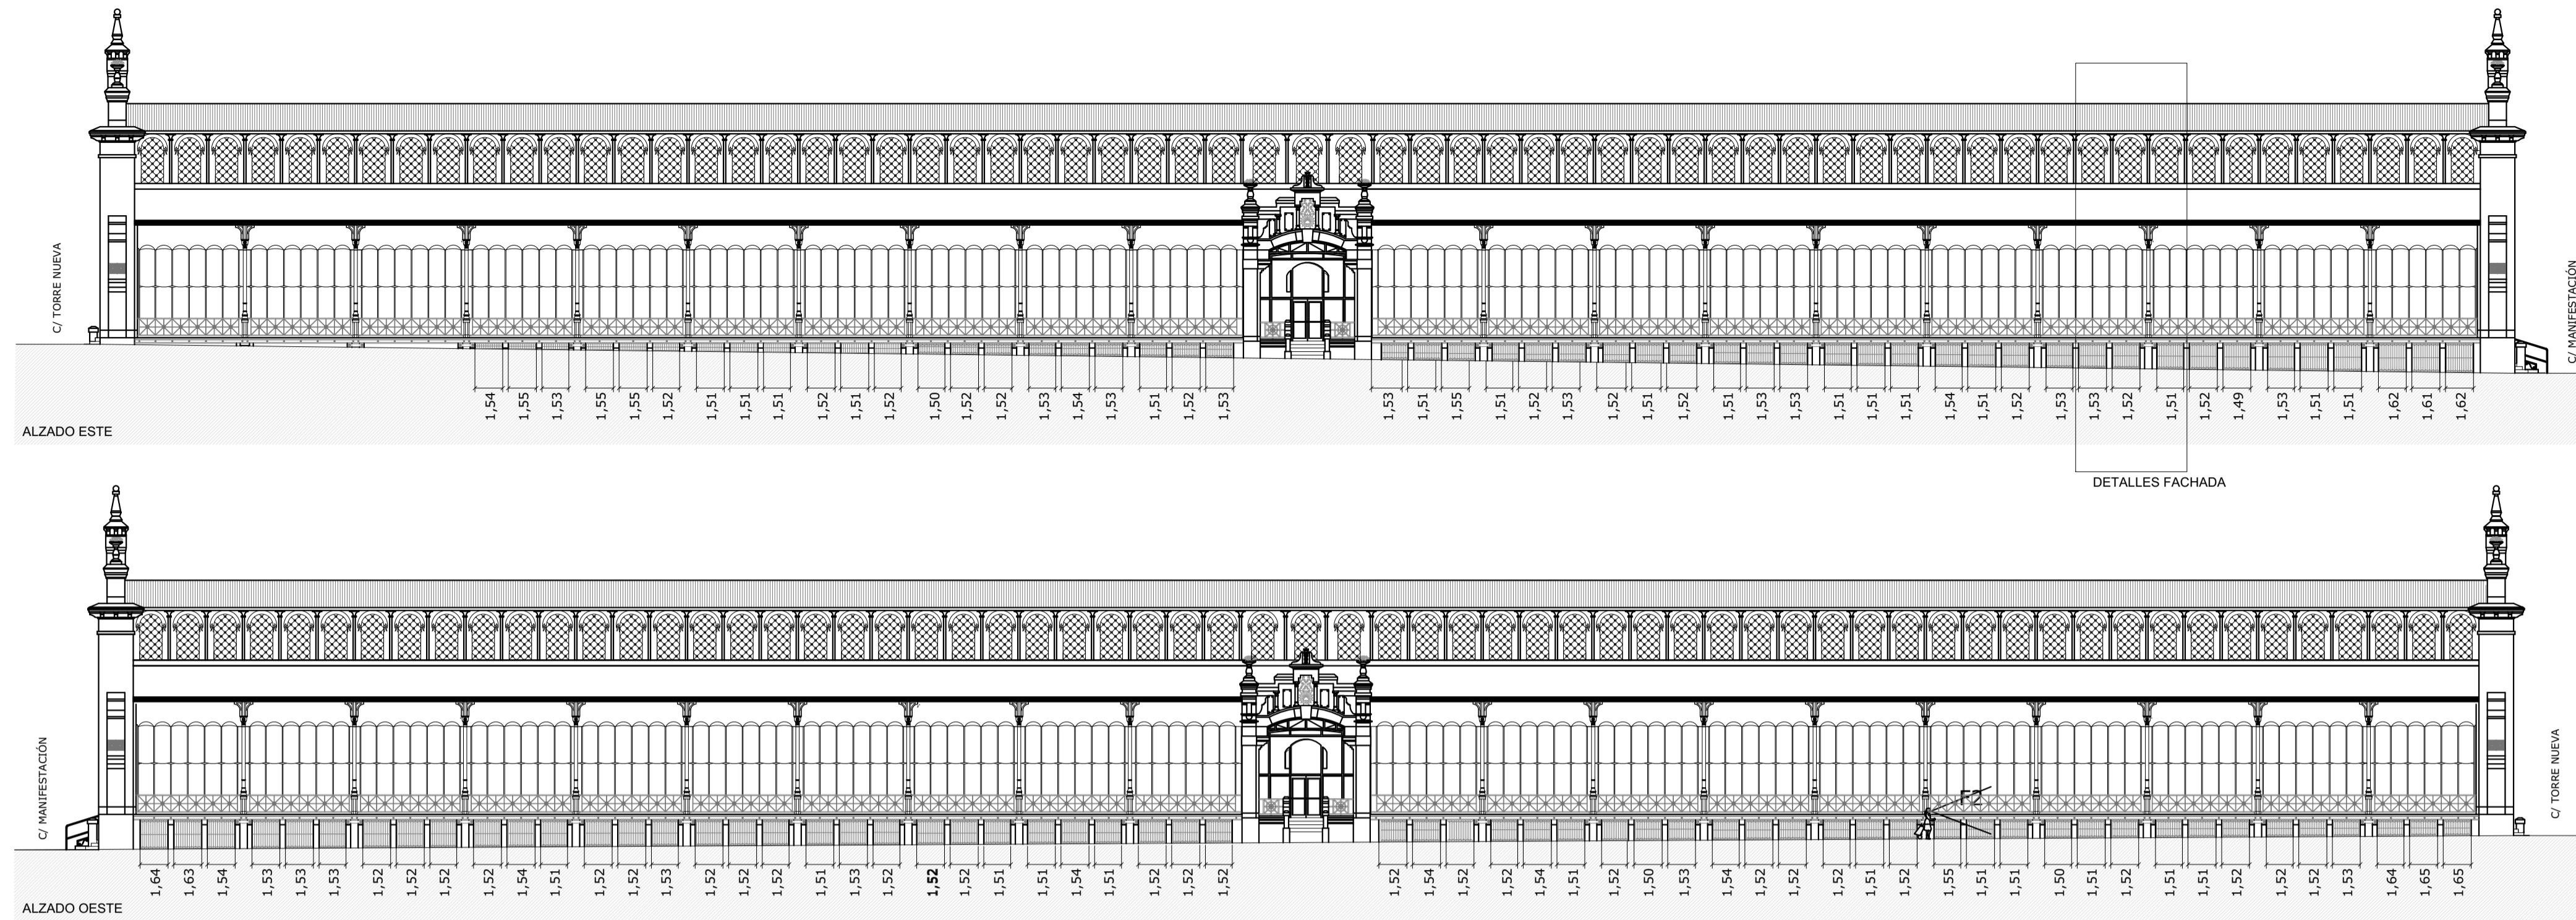 C/ TORRE NUEVA
C/ MANIFESTACIÓN
1,54 1,55 1,53 1,55 1,55 1,52 1,51 1,51 1,51 1,52 1,51 1,52 1,50 1,52 1,52 1,53 1,54 1,53 1,51 1,52 1,53 1,53 1,51 1,55 1,51 1,52 1,53 1,52 1,51 1,52 1,51 1,53 1,53 1,51 1,51 1,51 1,54 1,51 1,52 1,53 1,53 1,52 1,51 1,52 1,49 1,53 1,51 1,51 1,62 1,61 1,62
ALZADO ESTE
DETALLES FACHADA
C/ MANIFESTACIÓN
C/ TORRE NUEVA
F2
1,64 1,63 1,54 1,53 1,53 1,53 1,52 1,52 1,52 1,52 1,54 1,51 1,52 1,52 1,53 1,52 1,52 1,52 1,51 1,53 1,52 1,52 1,52 1,51 1,51 1,54 1,51 1,52 1,52 1,52 1,52 1,54 1,52 1,52 1,54 1,51 1,52 1,50 1,53 1,54 1,52 1,52 1,52 1,51 1,52 1,55 1,51 1,51 1,50 1,51 1,52 1,51 1,51 1,52 1,52 1,52 1,53 1,64 1,65 1,65
ALZADO OESTE